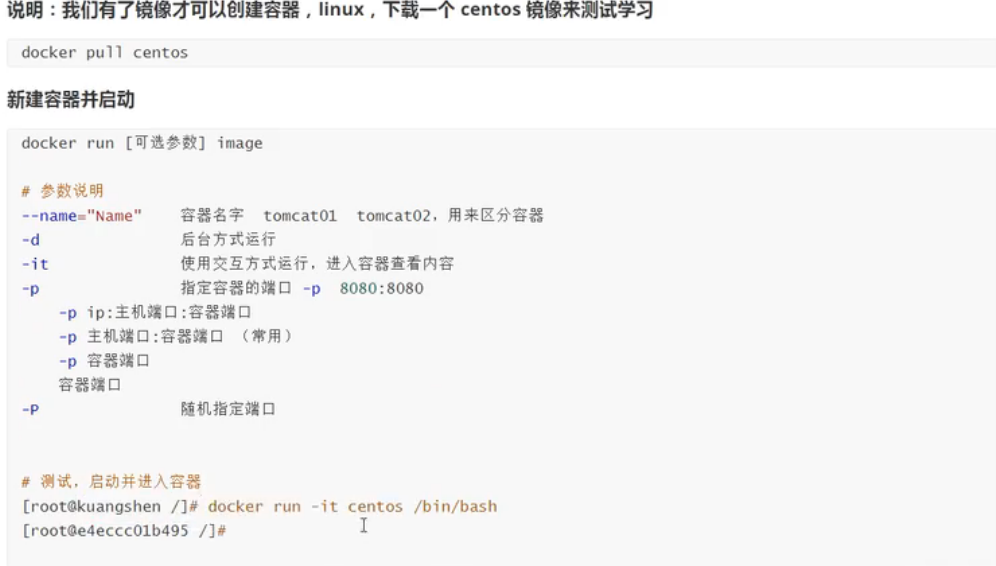 说明：我们有了镜像才可以创建容器，linux，下载一个 centos 镜像来测试学习
docker pull centos
新建容器并启动
docker run [可选参数] image
# 参数说明
--name="Name" 容器名字 tomcat01 tomcat02，用来区分容器
-d 后台方式运行
-it 使用交互方式运行，进入容器查看内容
-p 指定容器的端口 -p 8080:8080
-p ip:主机端口:容器端口
-p 主机端口:容器端口 （常用）
-p 容器端口
容器端口
-P 随机指定端口
# 测试，启动并进入容器
[root@kuangshen /]# docker run -it centos /bin/bash
[root@e4eccc01b495 /]#